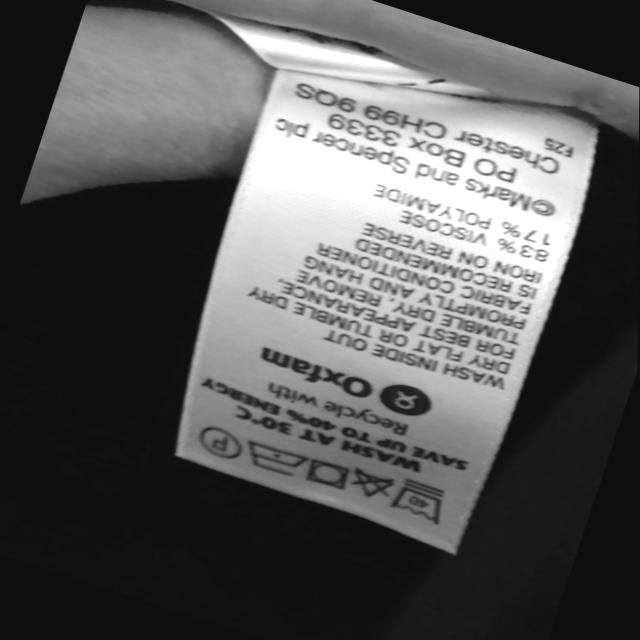 30
P
WASH AT 30°C
SAVE UP TO 40% ENERGY
Recycle with
Oxfam
WASH INSIDE OUT
DRY FLAT OR TUMBLE DRY
FOR BEST APPEARANCE,
TUMBLE DRY, REMOVE
PROMPTLY AND HANG
FABRIC CONDITIONER
IS RECOMMENDED
IRON ON REVERSE
83% VISCOSE
17% POLYAMIDE
©Marks and Spencer plc
PO Box 3339
Chester CH99 9QS